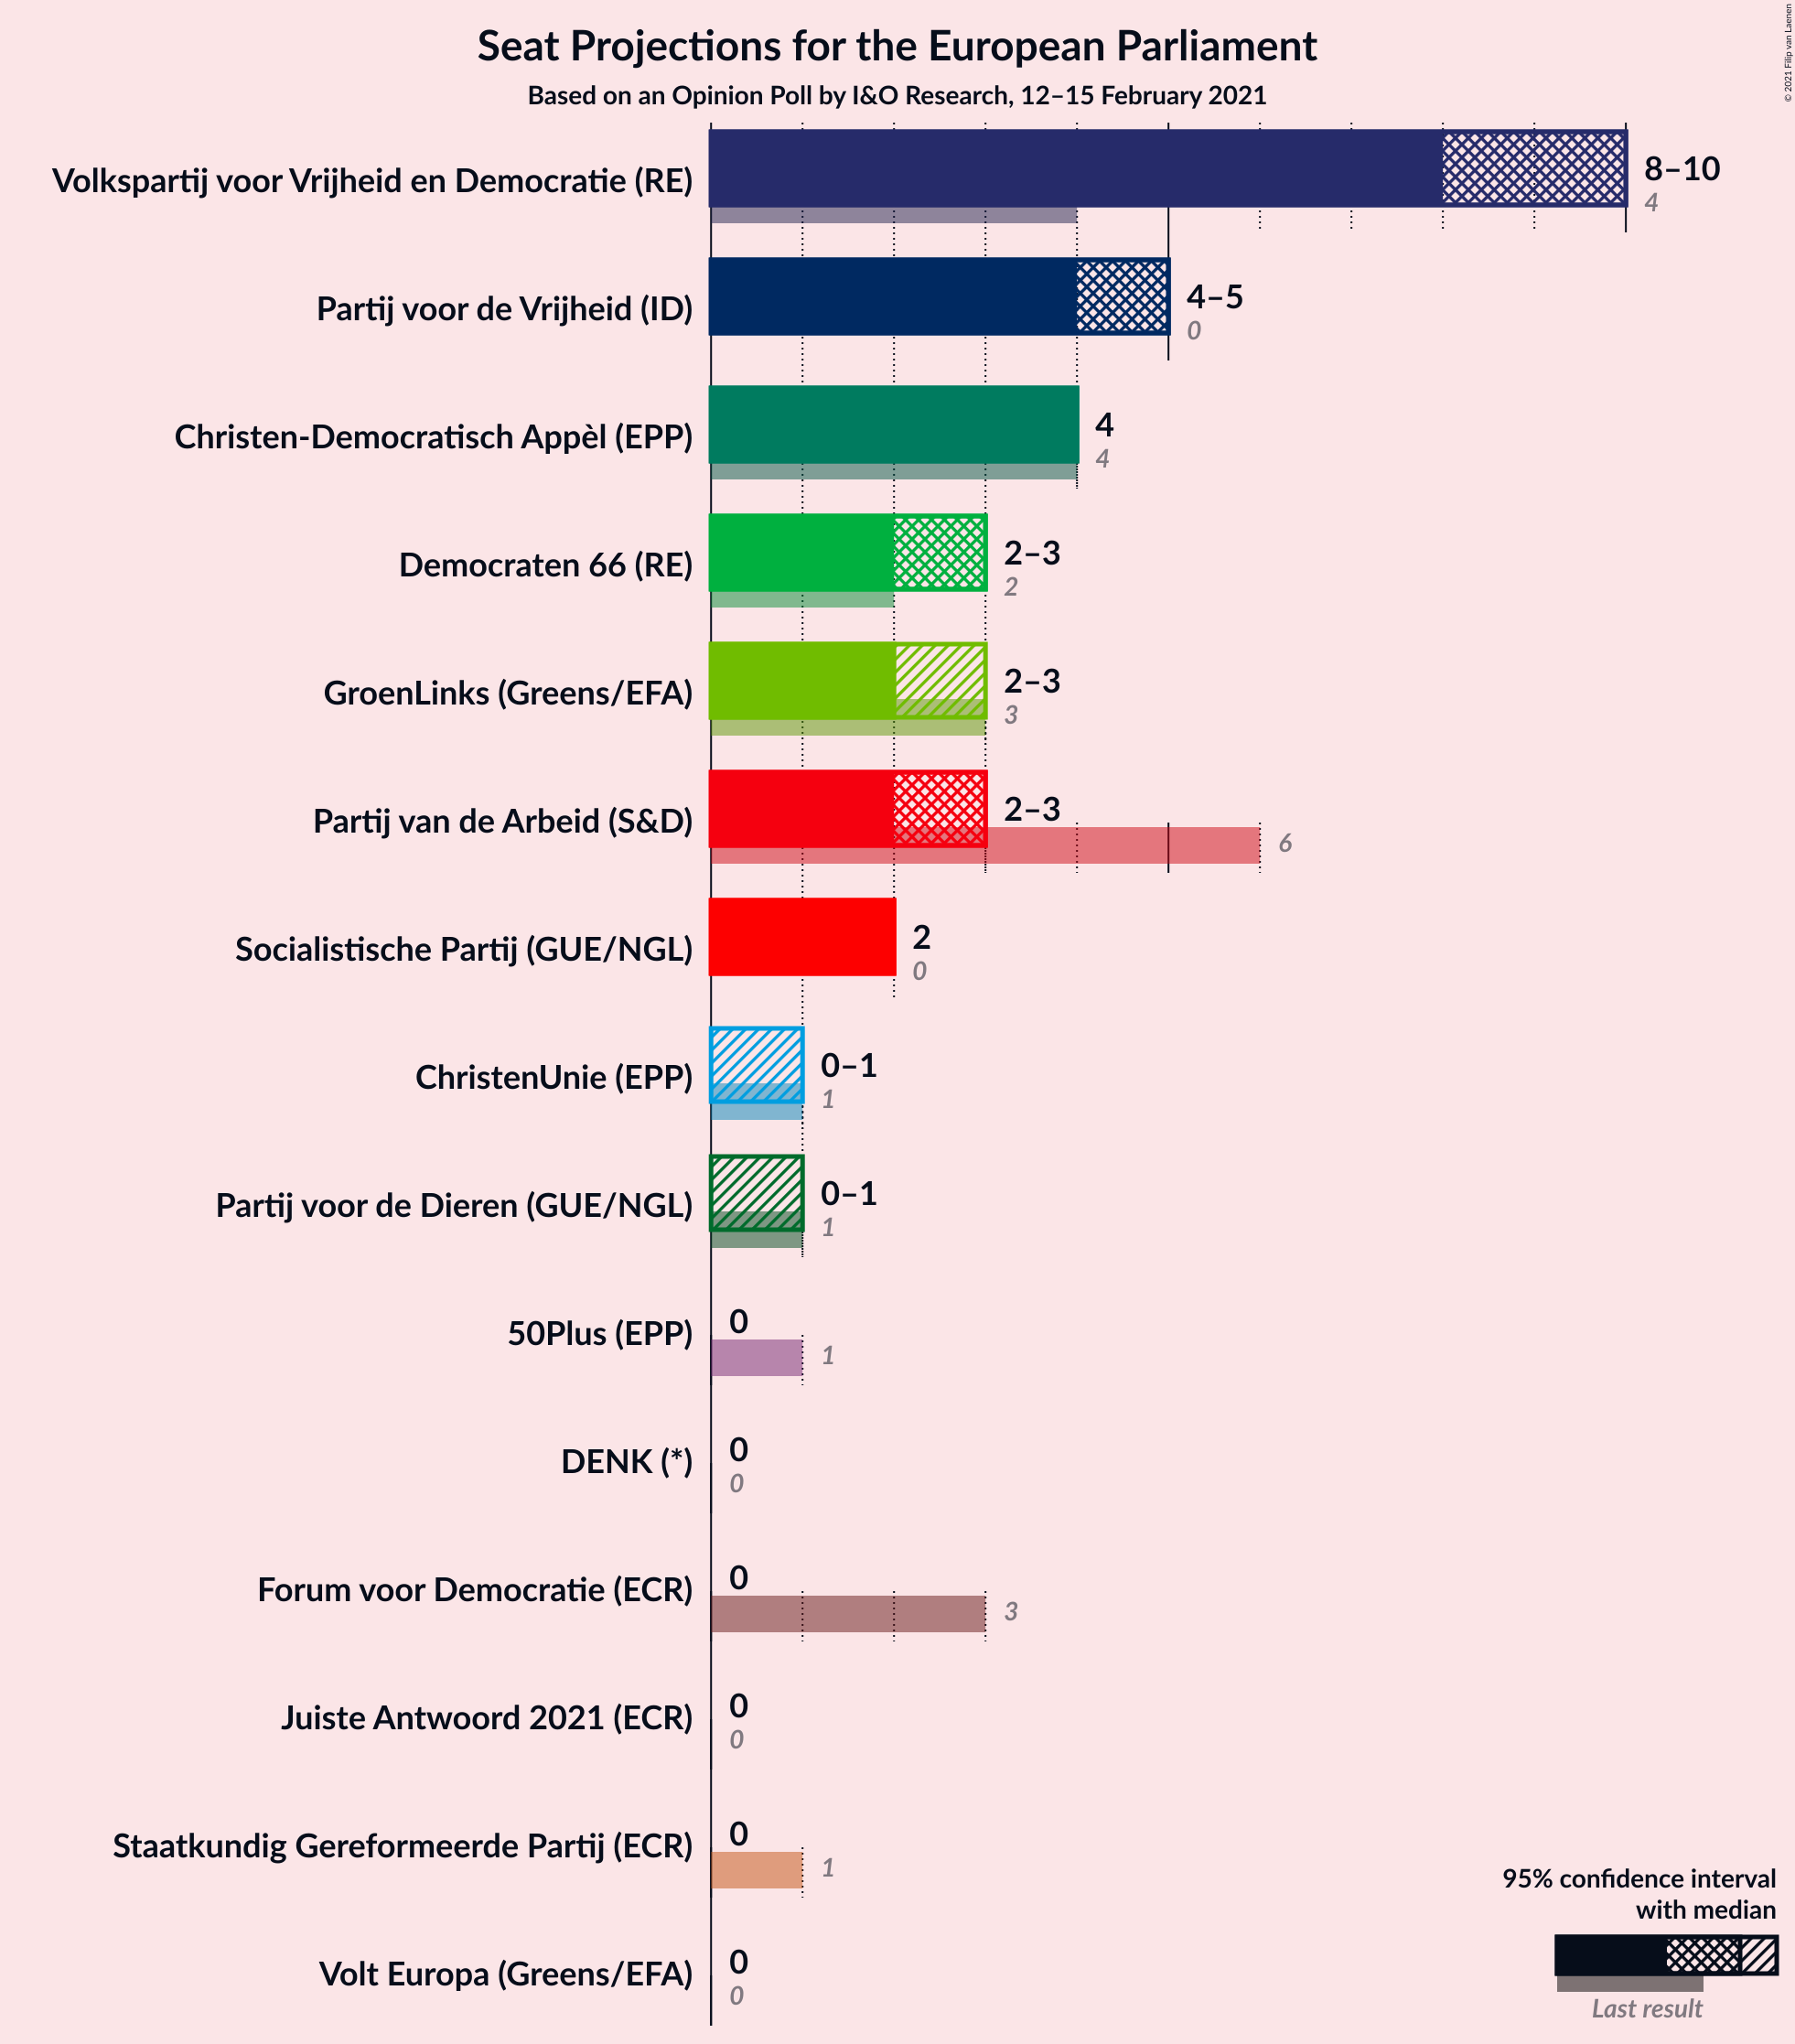 Seat Projections for the European Parliament
Based on an Opinion Poll by I&O Research, 12–15 February 2021
© 2021 Filip van Laenen
Volkspartij voor Vrijheid en Democratie (RE)
8–10
4
Partij voor de Vrijheid (ID)
4–5
0
Christen-Democratisch Appèl (EPP)
4
4
Democraten 66 (RE)
2–3
2
GroenLinks (Greens/EFA)
2–3
3
Partij van de Arbeid (S&D)
2–3
6
Socialistische Partij (GUE/NGL)
2
0
ChristenUnie (EPP)
0–1
1
Partij voor de Dieren (GUE/NGL)
0–1
1
50Plus (EPP)
0
1
DENK (*)
0
0
Forum voor Democratie (ECR)
0
3
Juiste Antwoord 2021 (ECR)
0
0
Staatkundig Gereformeerde Partij (ECR)
0
1
Volt Europa (Greens/EFA)
0
0
95% confidence interval
with median
Last result